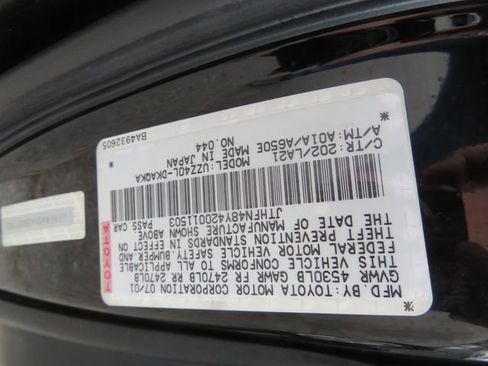 MFD. BY: TOYOTA MOTOR CORPORATION 07/01
GVWR 4530LB GAWR FR 2470LB RR 2470LB
THIS VEHICLE CONFORMS TO ALL APPLICABLE
FEDERAL MOTOR VEHICLE SAFETY, BUMPER AND
THEFT PREVENTION STANDARDS IN EFFECT ON
THE DATE OF MANUFACTURE SHOWN ABOVE
JTHFN48Y420011503 PASS CAR
TOYOTA
C/TR: 202/LA21 MODEL: UZZ40L-DKAQKA
A/TM: A01A/A650E MADE IN JAPAN
NO.044
BA4932605